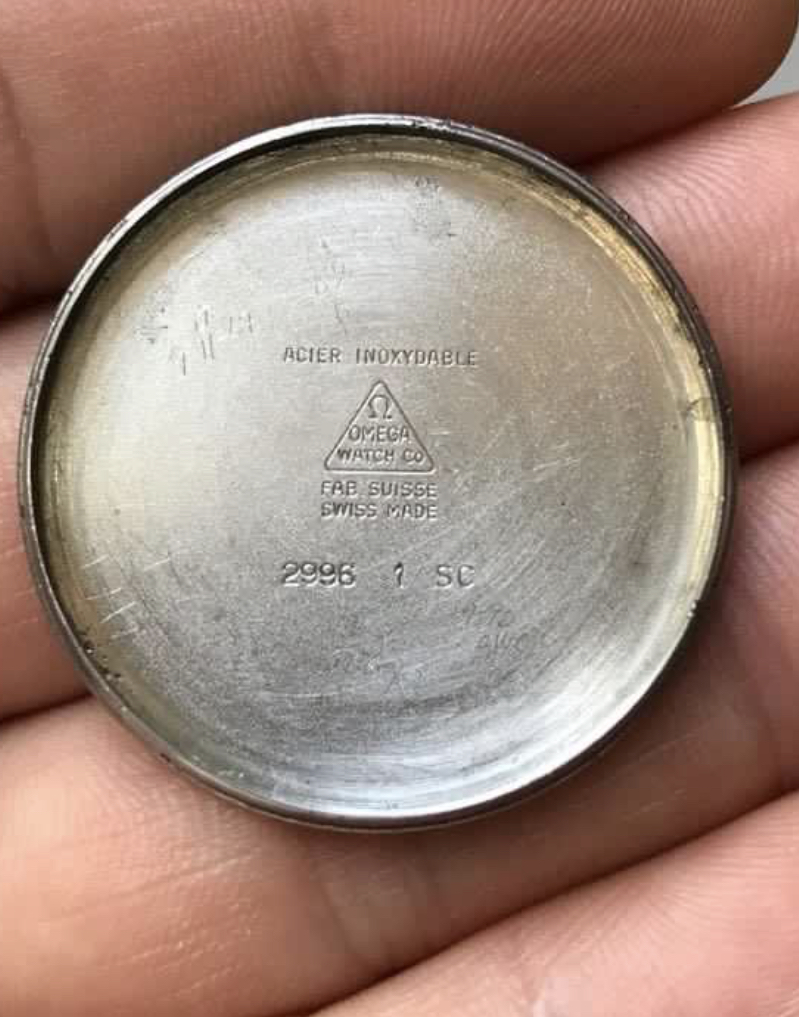 ACIER INOXYDABLE
Ω
OMEGA
WATCH Co
FAB. SUISSE
SWISS MADE
2996 1 SC